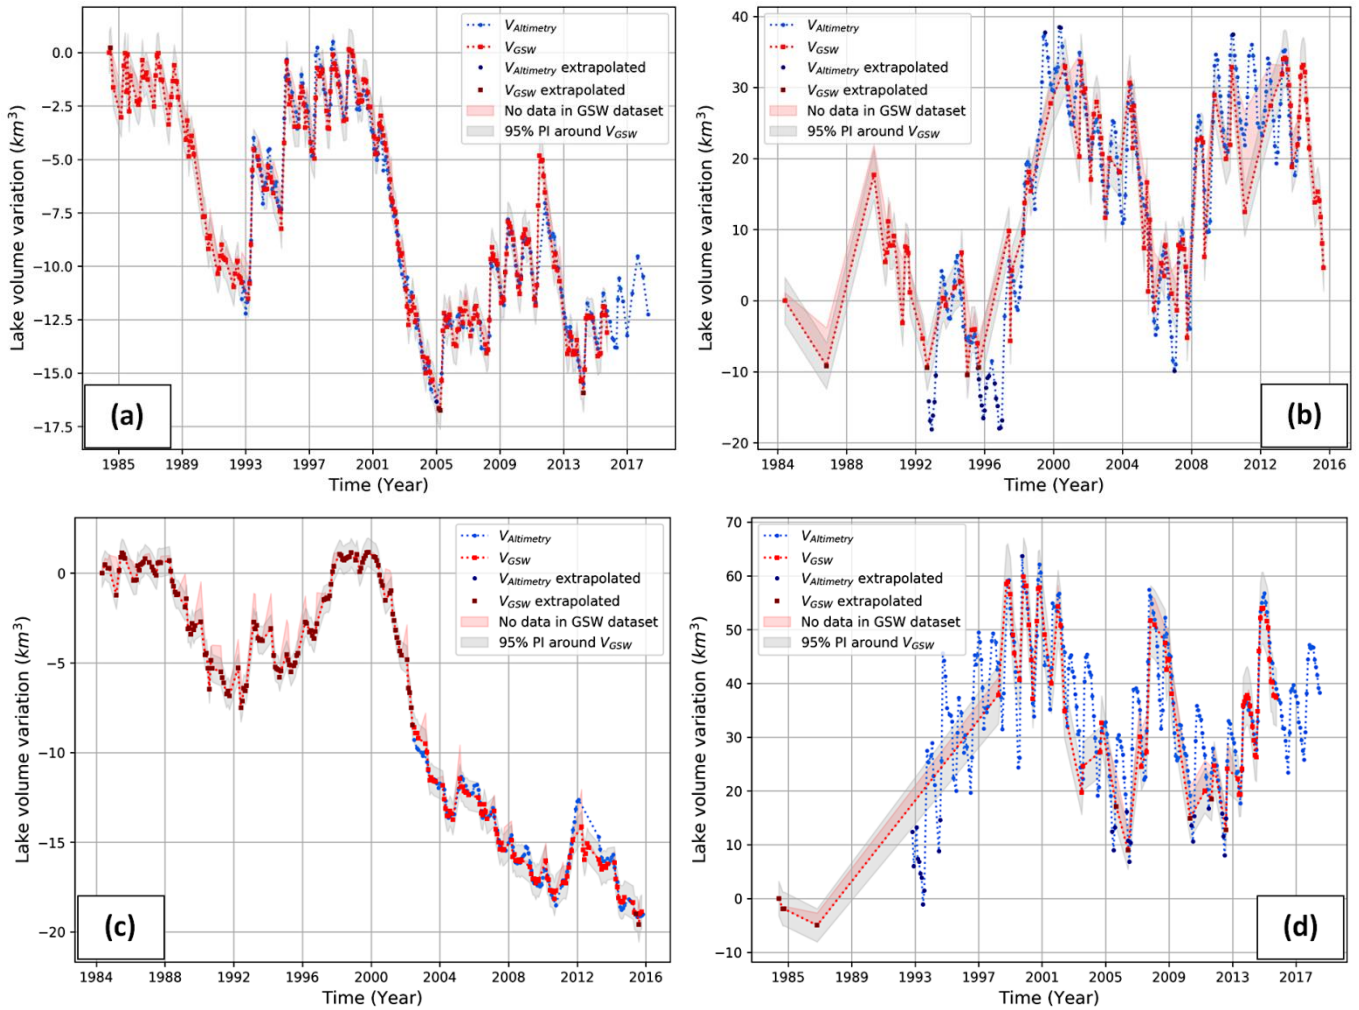 V_Altimetry
V_GSW
V_Altimetry extrapolated
V_GSW extrapolated
No data in GSW dataset
95% PI around V_GSW
Lake volume variation (km³)
0.0
−2.5
−5.0
−7.5
−10.0
−12.5
−15.0
−17.5
(a)
1985 1989 1993 1997 2001 2005 2009 2013 2017
Time (Year)
V_Altimetry
V_GSW
V_Altimetry extrapolated
V_GSW extrapolated
No data in GSW dataset
95% PI around V_GSW
Lake volume variation (km³)
40
30
20
10
0
−10
−20
(b)
1984 1988 1992 1996 2000 2004 2008 2012 2016
Time (Year)
V_Altimetry
V_GSW
V_Altimetry extrapolated
V_GSW extrapolated
No data in GSW dataset
95% PI around V_GSW
Lake volume variation (km³)
0
−5
−10
−15
−20
(c)
1984 1988 1992 1996 2000 2004 2008 2012 2016
Time (Year)
V_Altimetry
V_GSW
V_Altimetry extrapolated
V_GSW extrapolated
No data in GSW dataset
95% PI around V_GSW
Lake volume variation (km³)
70
60
50
40
30
20
10
0
−10
(d)
1985 1989 1993 1997 2001 2005 2009 2013 2017
Time (Year)